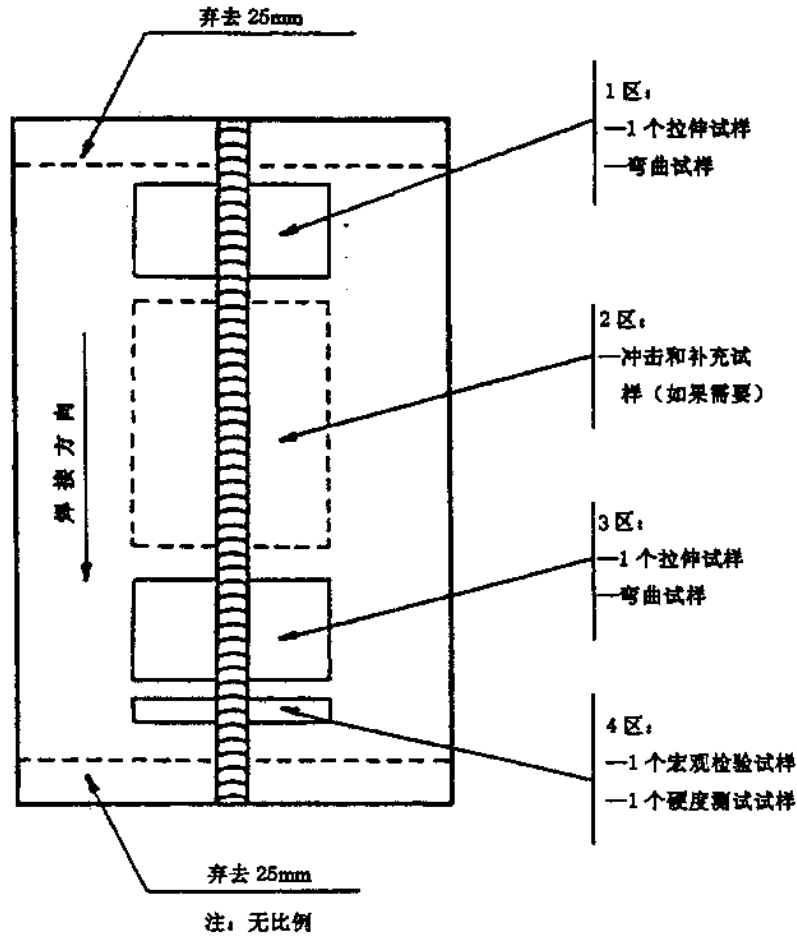 弃去 25mm
1区：
—1个拉伸试样
—弯曲试样
2区：
—冲击和补充试
样（如果需要）
焊接方向
3区：
—1个拉伸试样
—弯曲试样
4区：
—1个宏观检验试样
—1个硬度测试试样
弃去 25mm
注：无比例